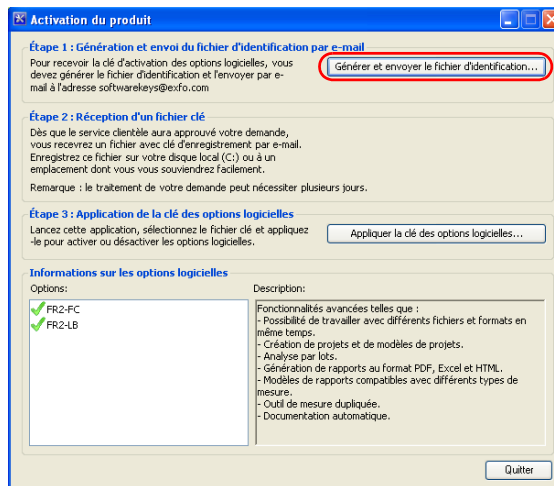 Activation du produit
Étape 1 : Génération et envoi du fichier d'identification par e-mail
Pour recevoir la clé d'activation des options logicielles, vous
devez générer le fichier d'identification et l'envoyer par e-
mail à l'adresse softwarekeys@exfo.com
Générer et envoyer le fichier d'identification...
Étape 2 : Réception d'un fichier clé
Dès que le service clientèle aura approuvé votre demande,
vous recevrez un fichier avec clé d'enregistrement par e-mail.
Enregistrez ce fichier sur votre disque local (C:) ou à un
emplacement dont vous vous souviendrez facilement.
Remarque : le traitement de votre demande peut nécessiter plusieurs jours.
Étape 3 : Application de la clé des options logicielles
Lancez cette application, sélectionnez le fichier clé et appliquez
-le pour activer ou désactiver les options logicielles.
Appliquer la clé des options logicielles...
Informations sur les options logicielles
Options:
FR2-FC
FR2-LB
Description:
Fonctionnalités avancées telles que :
- Possibilité de travailler avec différents fichiers et formats en
même temps.
- Création de projets et de modèles de projets.
- Analyse par lots.
- Génération de rapports au format PDF, Excel et HTML.
- Modèles de rapports compatibles avec différents types de
mesure.
- Outil de mesure dupliquée.
- Documentation automatique.
Quitter